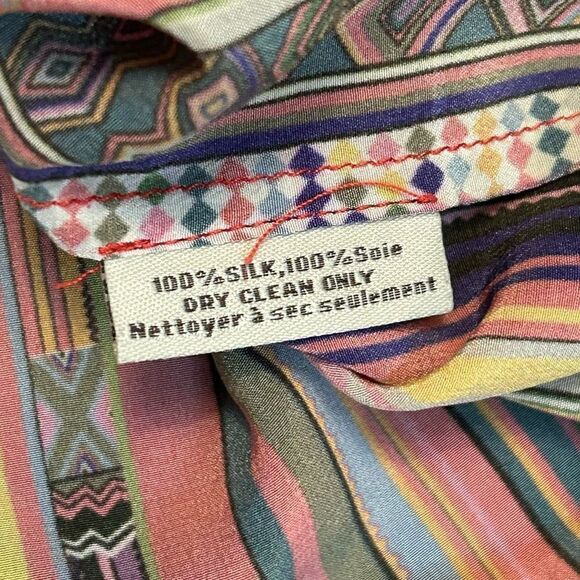 100%SILK,100%Soie
DRY CLEAN ONLY
Nettoyer à sec seulement